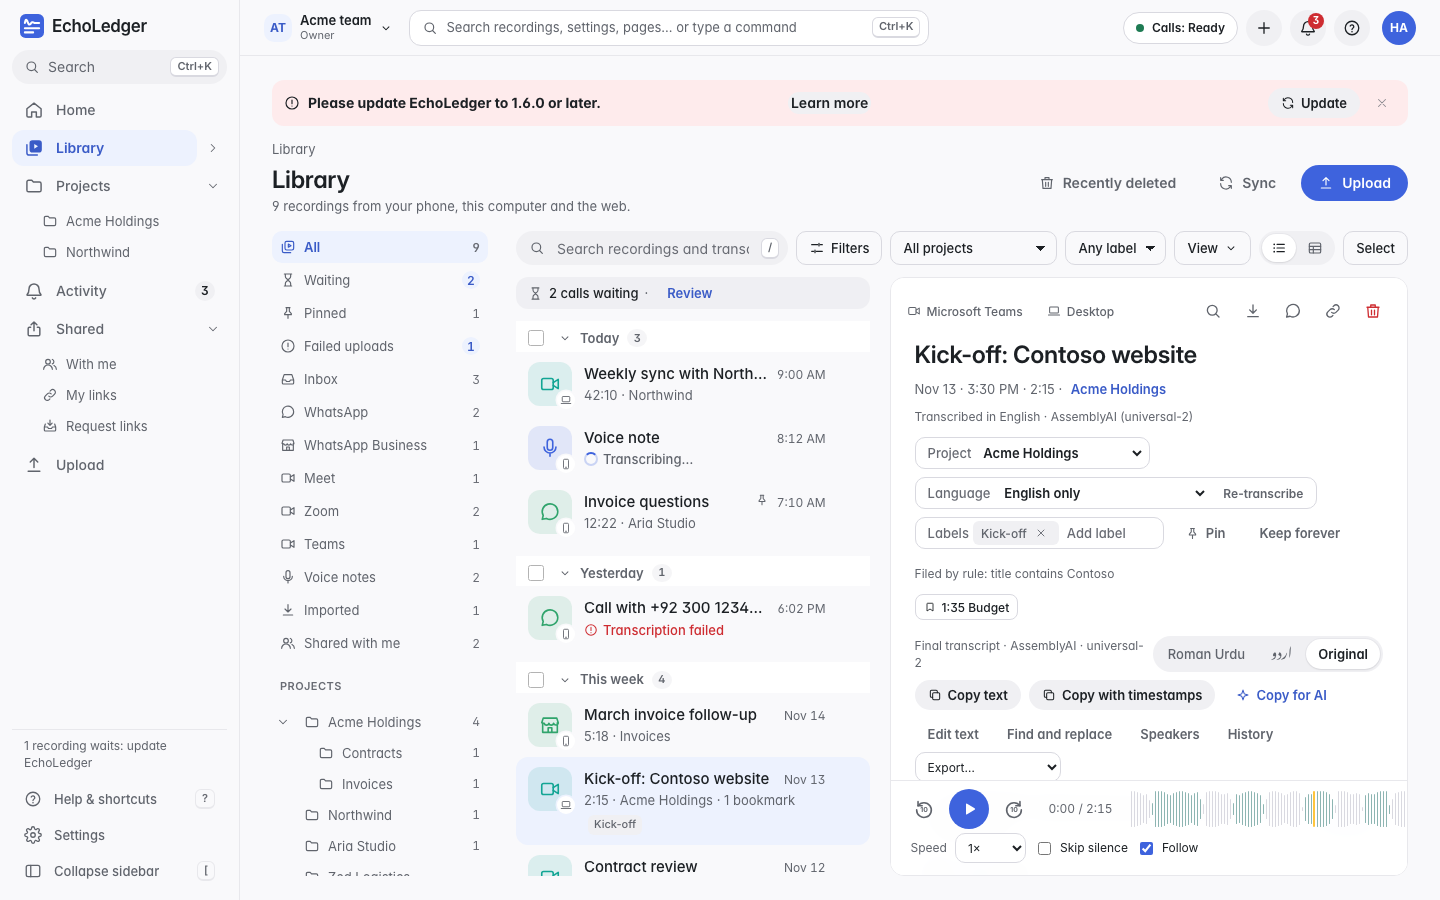 EchoLedger
Search Ctrl+K
Home
Library
Projects
Acme Holdings
Northwind
Activity 3
Shared
With me
My links
Request links
Upload
1 recording waits: update
EchoLedger
Help & shortcuts ?
Settings
Collapse sidebar [
AT Acme team
Owner
Search recordings, settings, pages... or type a command Ctrl+K
Calls: Ready
3
HA
Please update EchoLedger to 1.6.0 or later. Learn more Update
Library
Library
9 recordings from your phone, this computer and the web.
Recently deleted Sync Upload
All 9
Waiting 2
Pinned 1
Failed uploads 1
Inbox 3
WhatsApp 2
WhatsApp Business 1
Meet 1
Zoom 2
Teams 1
Voice notes 2
Imported 1
Shared with me 2
PROJECTS
Acme Holdings 4
Contracts 1
Invoices 1
Northwind 1
Aria Studio 1
Search recordings and transc /
Filters All projects Any label View Select
2 calls waiting · Review
Today 3
Weekly sync with North... 9:00 AM
42:10 · Northwind
Voice note 8:12 AM
Transcribing...
Invoice questions 7:10 AM
12:22 · Aria Studio
Yesterday 1
Call with +92 300 1234... 6:02 PM
Transcription failed
This week 4
March invoice follow-up Nov 14
5:18 · Invoices
Kick-off: Contoso website Nov 13
2:15 · Acme Holdings · 1 bookmark
Kick-off
Contract review Nov 12
Microsoft Teams Desktop
Kick-off: Contoso website
Nov 13 · 3:30 PM · 2:15 · Acme Holdings
Transcribed in English · AssemblyAI (universal-2)
Project Acme Holdings
Language English only Re-transcribe
Labels Kick-off Add label Pin Keep forever
Filed by rule: title contains Contoso
1:35 Budget
Final transcript · AssemblyAI · universal-
2
Roman Urdu اردو Original
Copy text Copy with timestamps Copy for AI
Edit text Find and replace Speakers History
Export...
10 10 0:00 / 2:15
Speed 1× Skip silence Follow